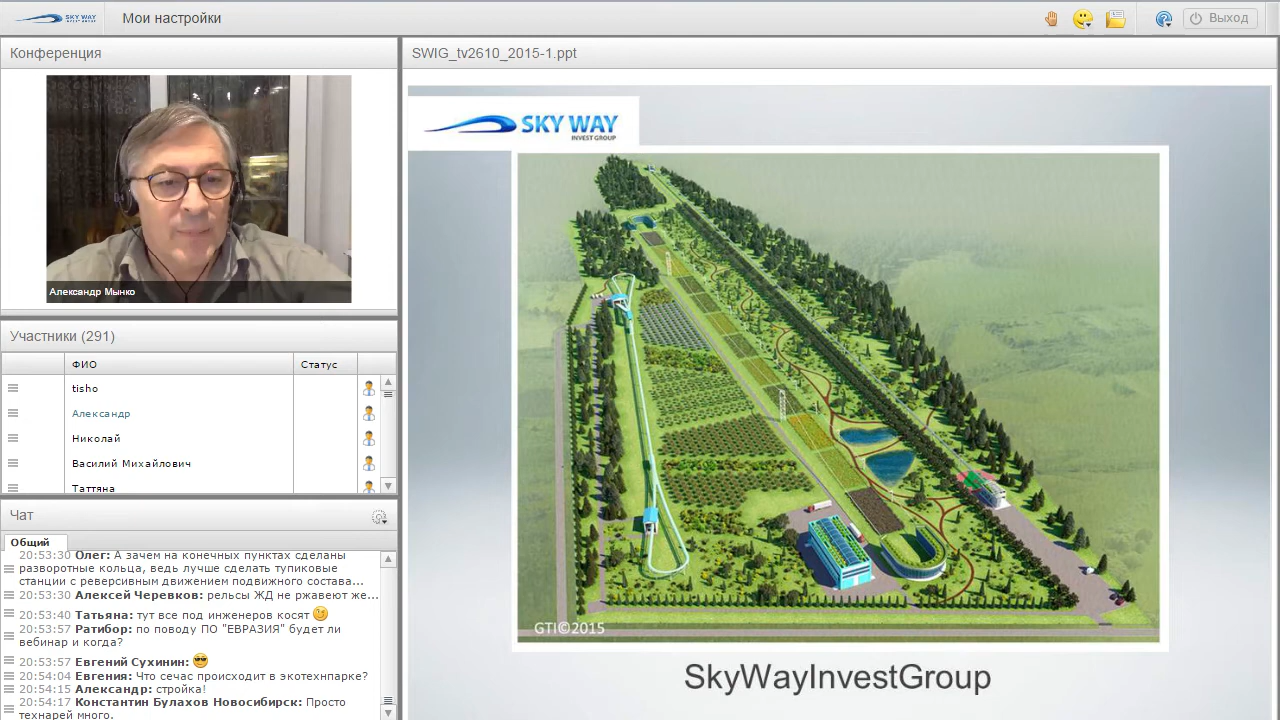 SKY WAY
INVEST GROUP
Мои настройки
Выход
Конференция
Александр Мынко
Участники (291)
ФИО
Статус
tisho
Александр
Николай
Василий Михайлович
Таттяна
Чат
Общий
20:53:30 Олег: А зачем на конечных пунктах сделаны
разворотные кольца, ведь лучше сделать тупиковые
станции с реверсивным движением подвижного состава...
20:53:30 Алексей Черевков: рельсы ЖД не ржавеют же...
20:53:40 Татьяна: тут все под инженеров косят
20:53:57 Ратибор: по поводу ПО "ЕВРАЗИЯ" будет ли
вебинар и когда?
20:53:57 Евгений Сухинин:
20:54:04 Евгения: Что сечас происходит в экотехнпарке?
20:54:15 Александр: стройка!
20:54:17 Константин Булахов Новосибирск: Просто
технарей много.
SWIG_tv2610_2015-1.ppt
SKY WAY
INVEST GROUP
GTI©2015
SkyWayInvestGroup